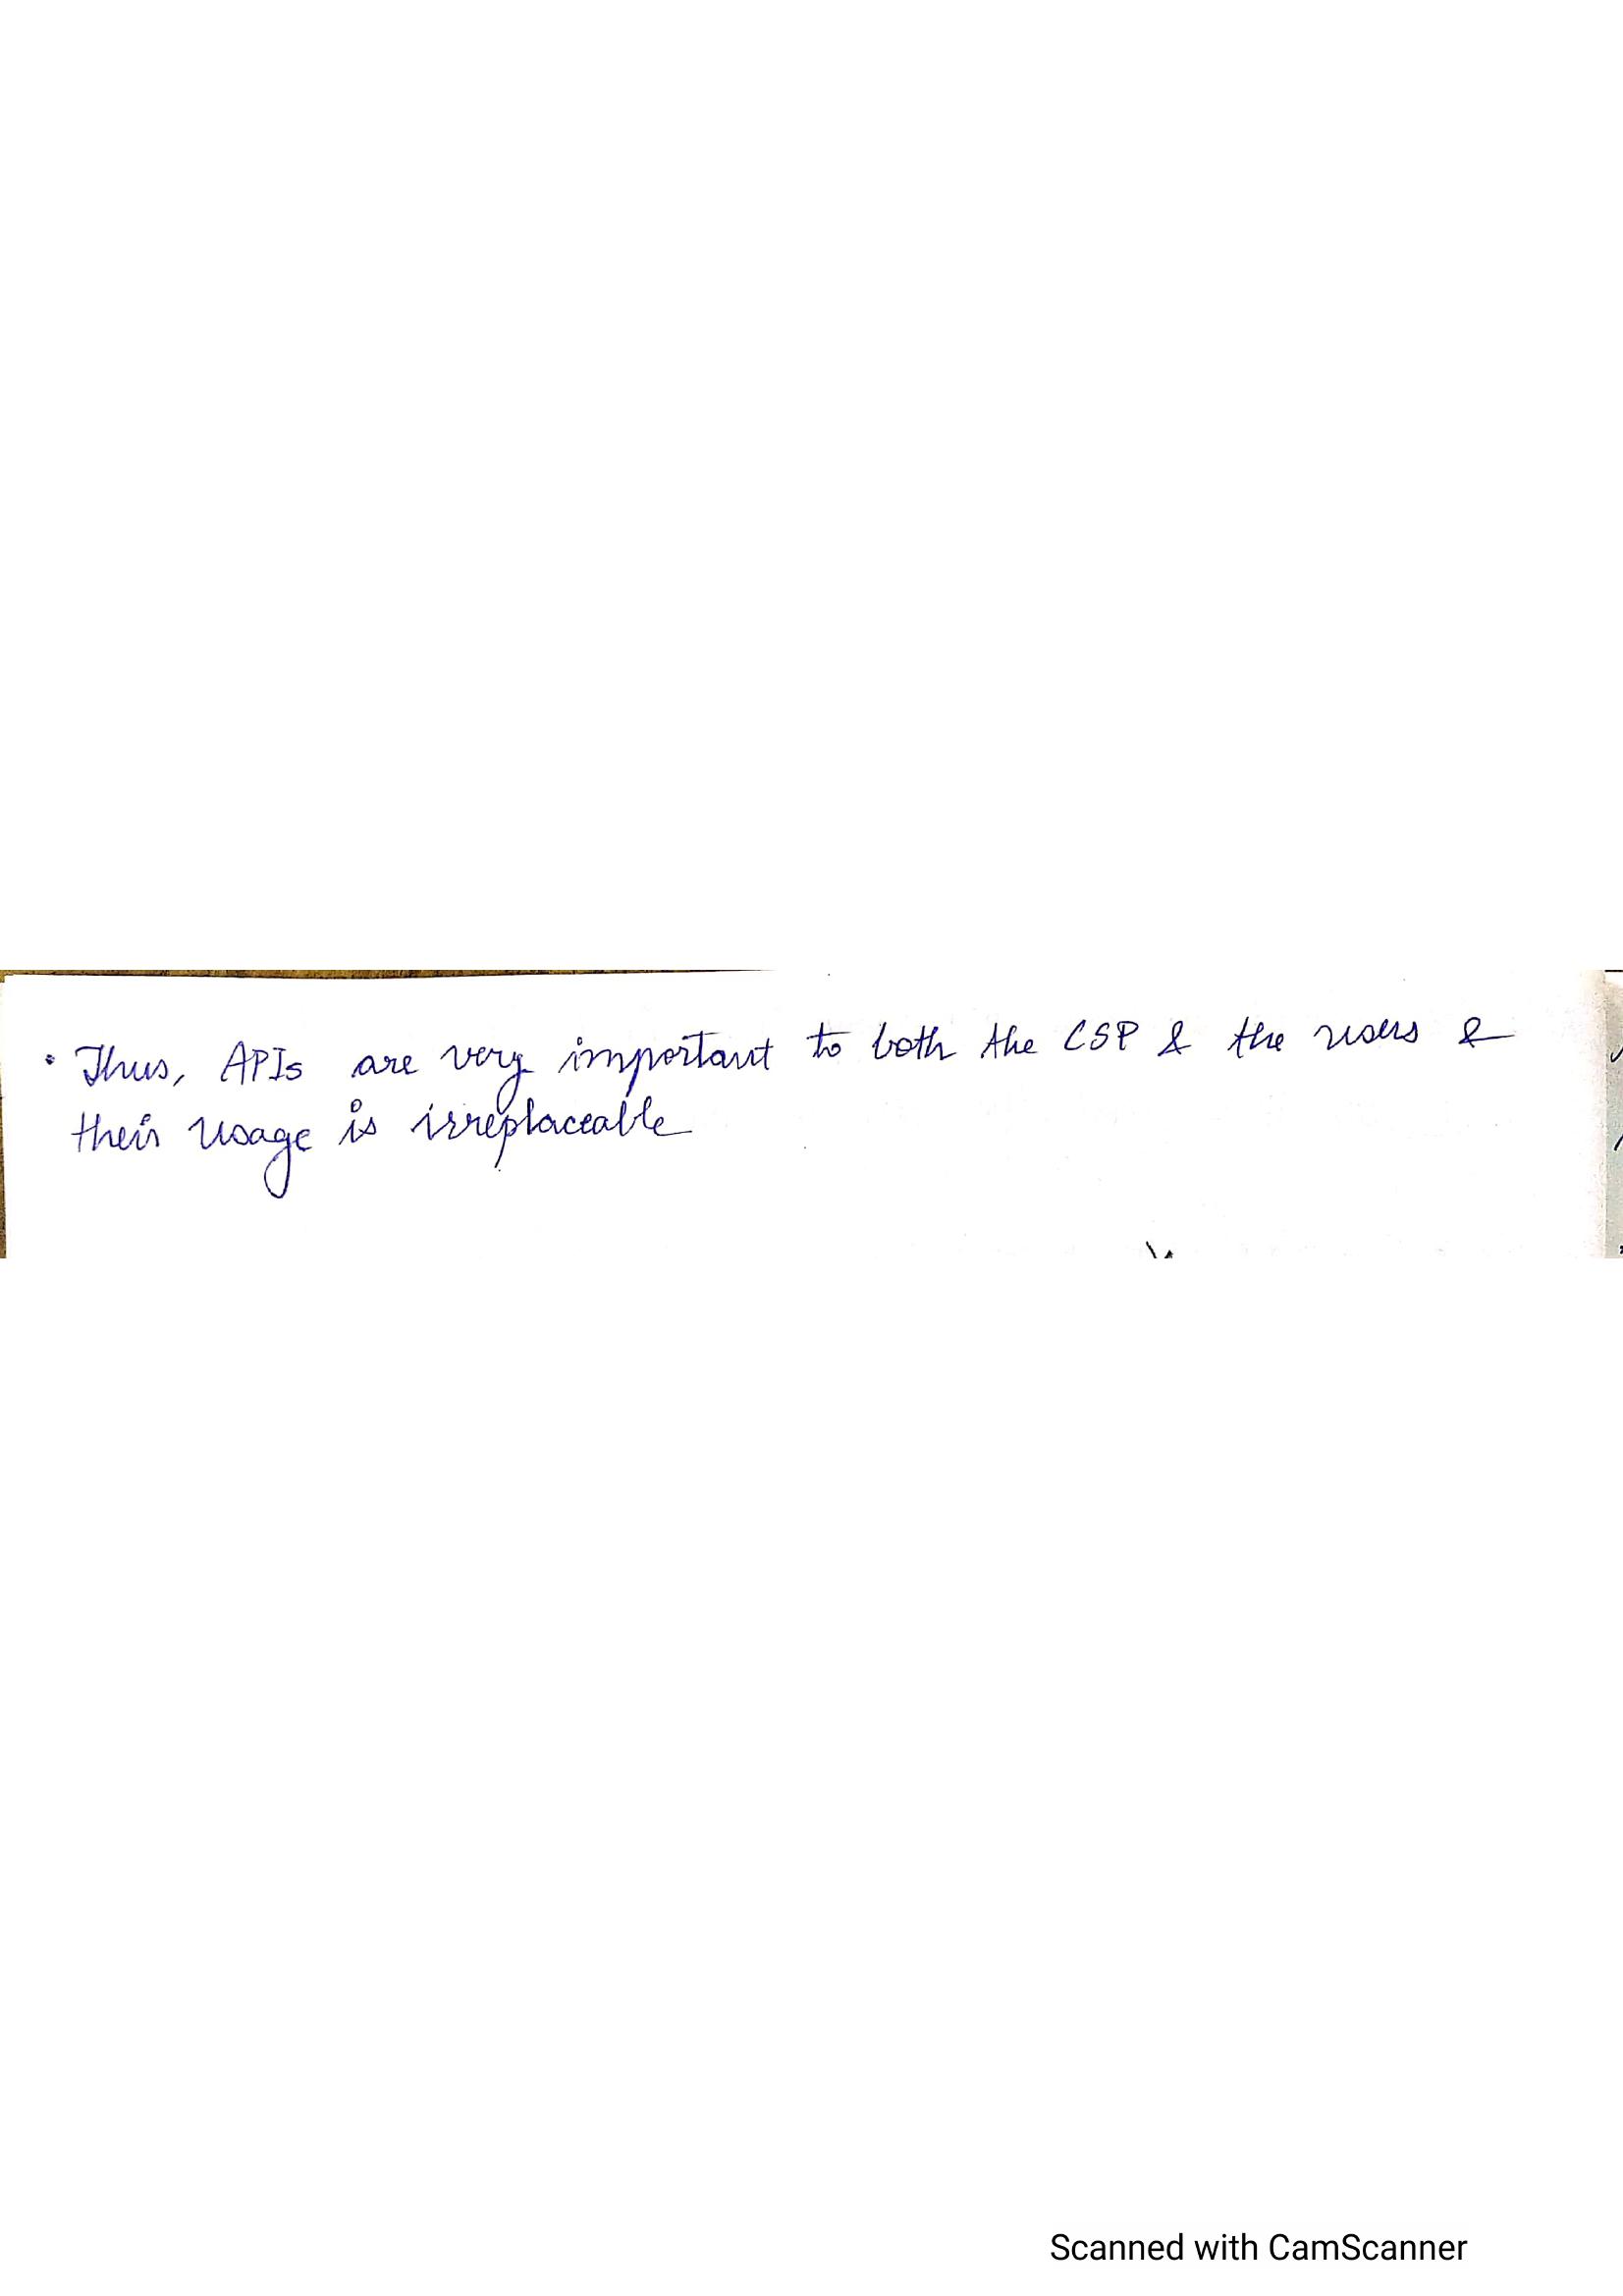 • Thus, APIs are very important to both the CSP & the users &
their usage is irreplaceable
Scanned with CamScanner